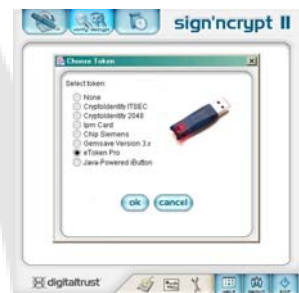 sign'ncrypt II
Choose Token
Select token:
None
CryptoIdentity ITSEC
CryptoIdentity 2048
Ipm Card
Chip Siemens
Gemsave Version 3.x
eToken Pro
Java-Powered iButton
ok
cancel
digitaltrust